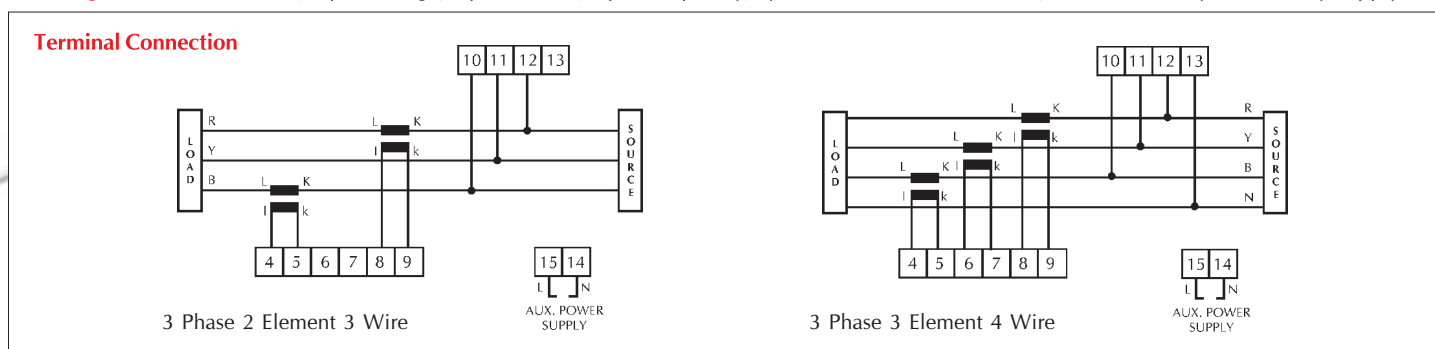 Terminal Connection
10 11 12 13
LOAD
R
L K
SOURCE
l k
Y
B
L K
l k
4 5 6 7 8 9
15 14
L N
AUX. POWER
SUPPLY
3 Phase 2 Element 3 Wire
10 11 12 13
LOAD
L K
R
SOURCE
l k
L K
Y
l k
L K
B
l k
N
4 5 6 7 8 9
15 14
L N
AUX. POWER
SUPPLY
3 Phase 3 Element 4 Wire